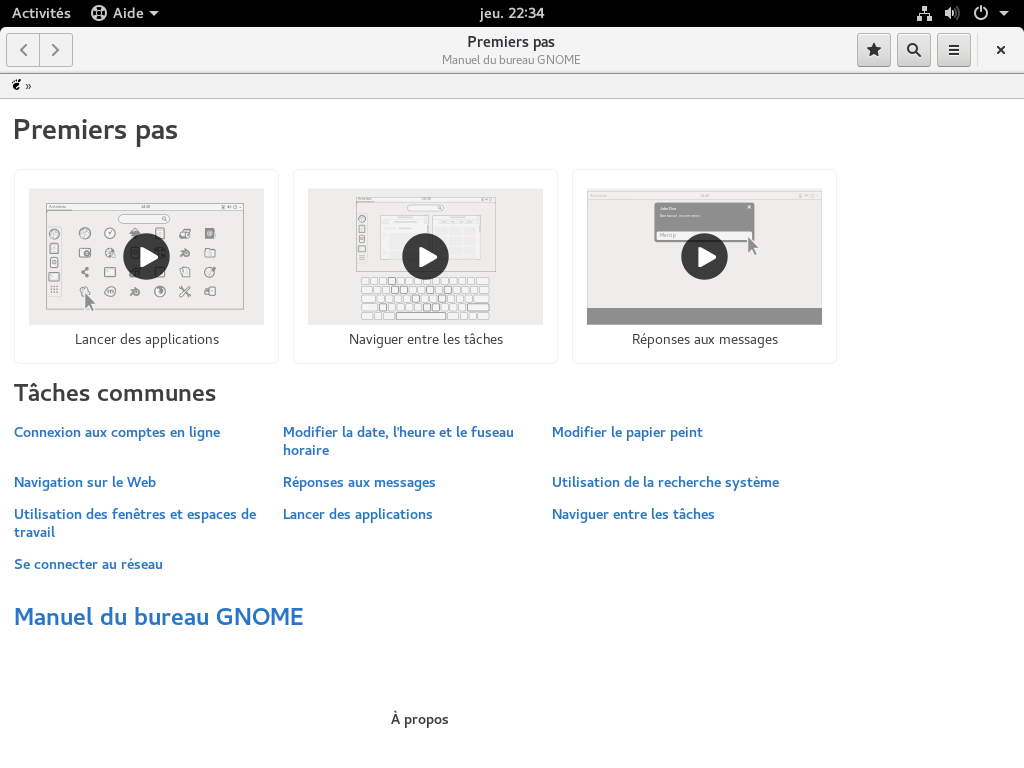 Activités Aide jeu. 22:34
Premiers pas
Manuel du bureau GNOME
»
Premiers pas
Lancer des applications
Naviguer entre les tâches
Réponses aux messages
Tâches communes
Connexion aux comptes en ligne
Modifier la date, l'heure et le fuseau
horaire
Modifier le papier peint
Navigation sur le Web
Réponses aux messages
Utilisation de la recherche système
Utilisation des fenêtres et espaces de
travail
Lancer des applications
Naviguer entre les tâches
Se connecter au réseau
Manuel du bureau GNOME
À propos